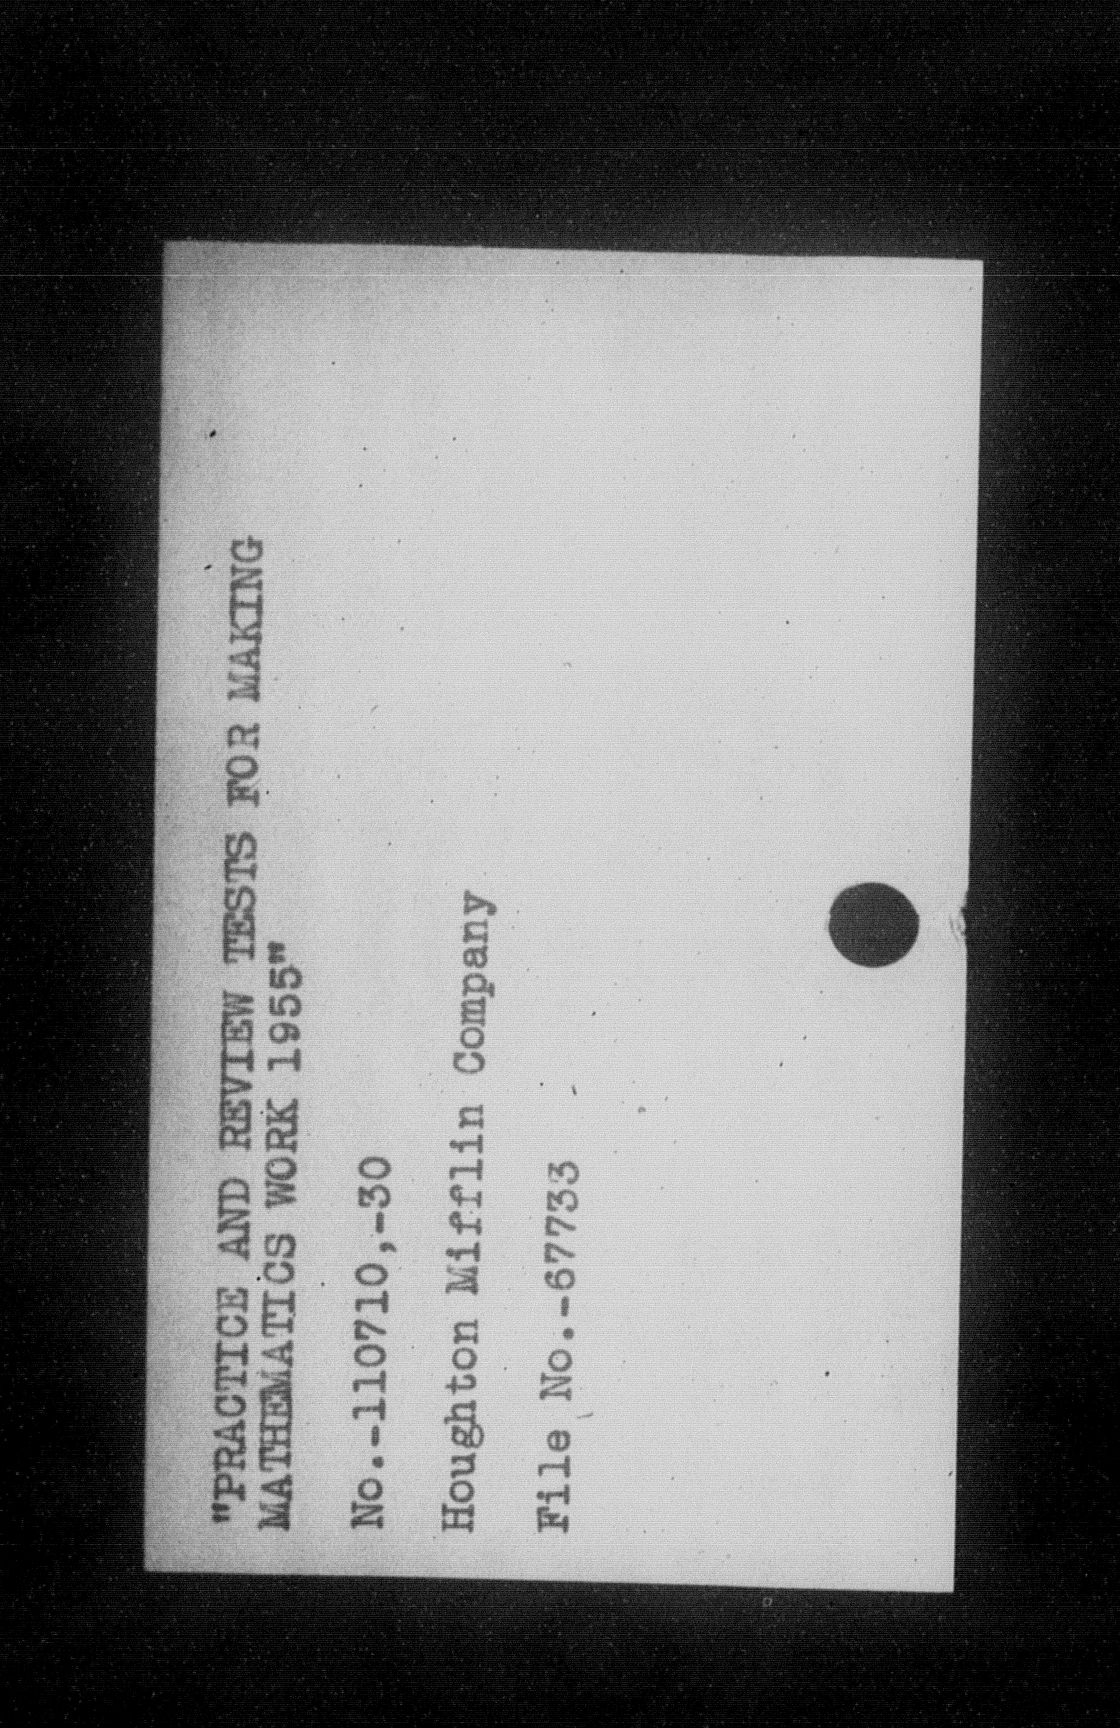 "PRACTICE AND REVIEW TESTS FOR MAKING
MATHEMATICS WORK 1955"
No.-110710,-30
Houghton Mifflin Company
File No.-67733